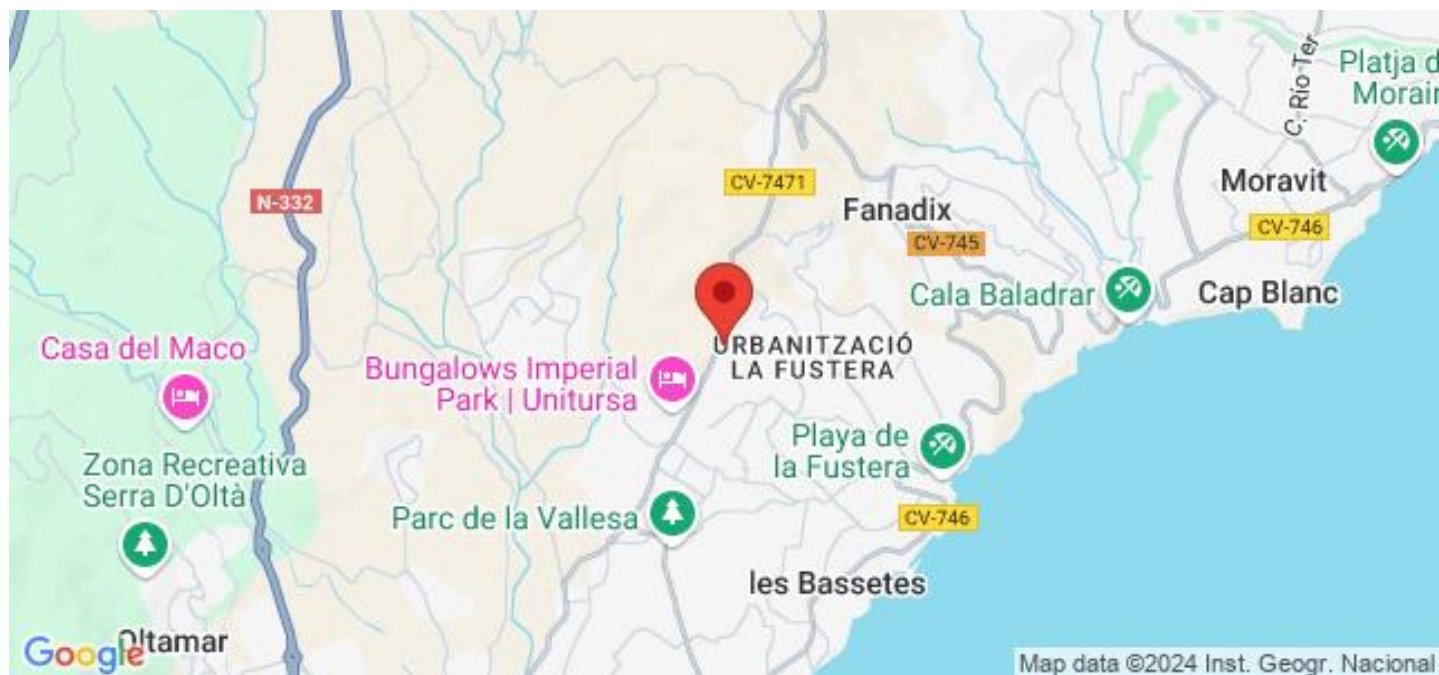 Platja d
Morair
C. Río Ter
CV-7471
Moravit
N-332
Fanadix
CV-746
CV-745
Cala Baladrar
Cap Blanc
Casa del Maco
URBANITZACIÓ
LA FUSTERA
Bungalows Imperial
Park | Unitursa
Playa de
la Fustera
Zona Recreativa
Serra D'Oltà
Parc de la Vallesa
CV-746
les Bassetes
Oltamar
Google
Map data ©2024 Inst. Geogr. Nacional